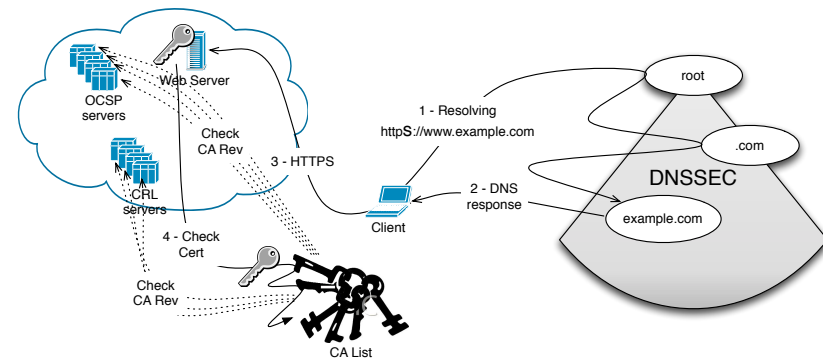 Web Server
OCSP
servers
Check
CA Rev
CRL
servers
3 - HTTPS
4 - Check
Cert
Check
CA Rev
CA List
Client
1 - Resolving
httpS://www.example.com
2 - DNS
response
root
.com
DNSSEC
example.com